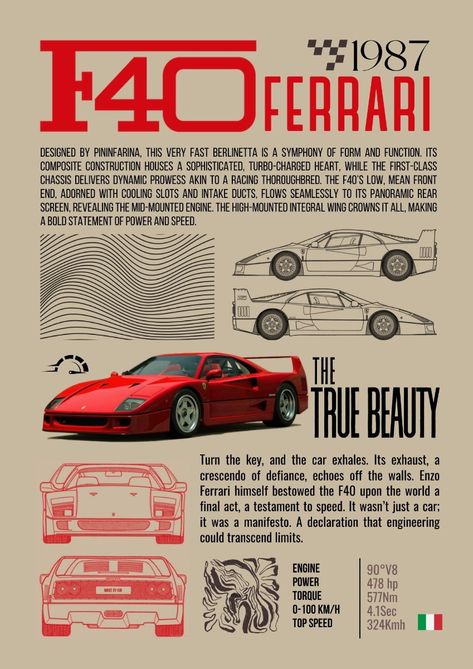 F40
1987
FERRARI
DESIGNED BY PININFARINA, THIS VERY FAST BERLINETTA IS A SYMPHONY OF FORM AND FUNCTION. ITS
COMPOSITE CONSTRUCTION HOUSES A SOPHISTICATED, TURBO-CHARGED HEART, WHILE THE FIRST-CLASS
CHASSIS DELIVERS DYNAMIC PROWESS AKIN TO A RACING THOROUGHBRED. THE F40'S LOW, MEAN FRONT
END, ADORNED WITH COOLING SLOTS AND INTAKE DUCTS, FLOWS SEAMLESSLY TO ITS PANORAMIC REAR
SCREEN, REVEALING THE MID-MOUNTED ENGINE. THE HIGH-MOUNTED INTEGRAL WING CROWNS IT ALL, MAKING
A BOLD STATEMENT OF POWER AND SPEED.
THE
TRUE BEAUTY
Turn the key, and the car exhales. Its exhaust, a
crescendo of defiance, echoes off the walls. Enzo
Ferrari himself bestowed the F40 upon the world a
final act, a testament to speed. It wasn't just a car;
it was a manifesto. A declaration that engineering
could transcend limits.
ENGINE 90°V8
POWER 478 hp
TORQUE 577Nm
0-100 KM/H 4.1Sec
TOP SPEED 324Kmh